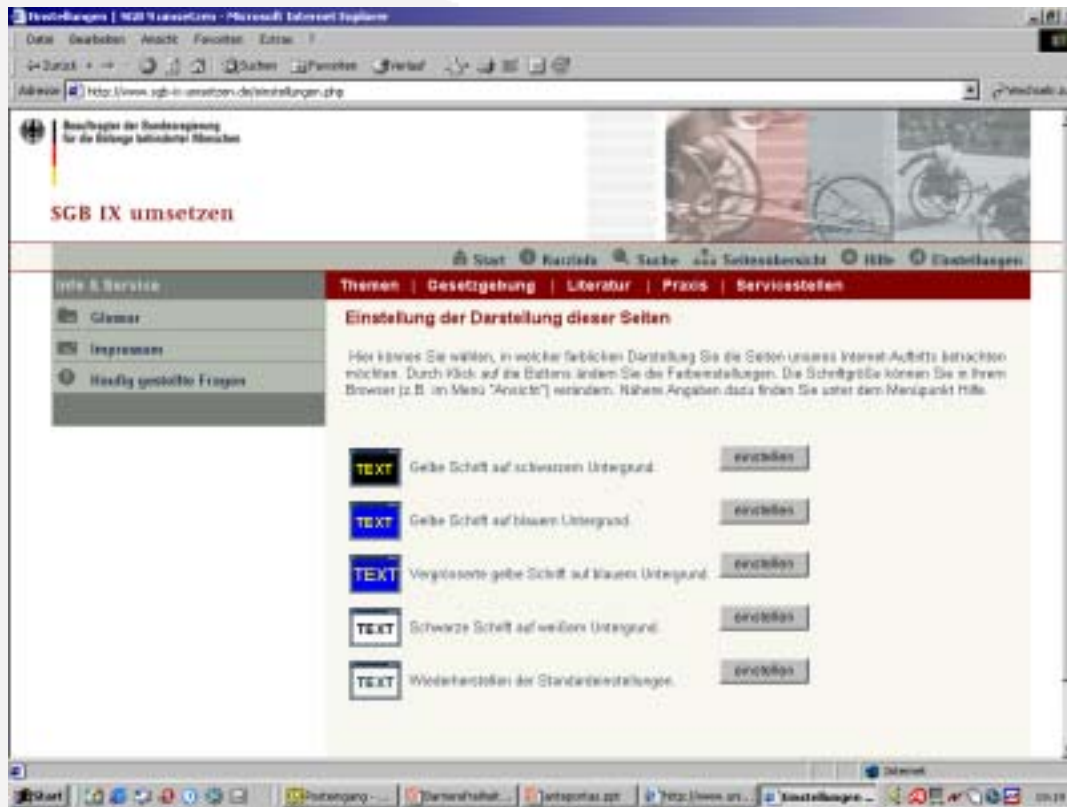 Einstellungen | SGB 9 umsetzen - Microsoft Internet Explorer
Datei Bearbeiten Ansicht Favoriten Extras ?
Zurück Suchen Favoriten Verlauf
Adresse http://www.sgb-ix-umsetzen.de/einstellungen.php Wechseln zu
Beauftragter der Bundesregierung
für die Belange behinderter Menschen
SGB IX umsetzen
Start Kurzinfo Suche Seitenübersicht Hilfe Einstellungen
Info & Service
Themen | Gesetzgebung | Literatur | Praxis | Servicestellen
Glossar
Impressum
Häufig gestellte Fragen
Einstellung der Darstellung dieser Seiten
Hier können Sie wählen, in welcher farblichen Darstellung Sie die Seiten unseres Internet-Auftritts betrachten
möchten. Durch Klick auf die Buttons ändern Sie die Farbeinstellungen. Die Schriftgröße können Sie in Ihrem
Browser (z.B. im Menü "Ansicht") verändern. Nähere Angaben dazu finden Sie unter dem Menüpunkt Hilfe.
TEXT Gelbe Schrift auf schwarzem Untergrund. einstellen
TEXT Gelbe Schrift auf blauem Untergrund. einstellen
TEXT Vergrösserte gelbe Schrift auf blauem Untergrund. einstellen
TEXT Schwarze Schrift auf weißem Untergrund. einstellen
TEXT Wiederherstellen der Standardeinstellungen. einstellen
Internet
Start Posteingang - ... Barrierefreiheit... http://www.un... Einstellungen...